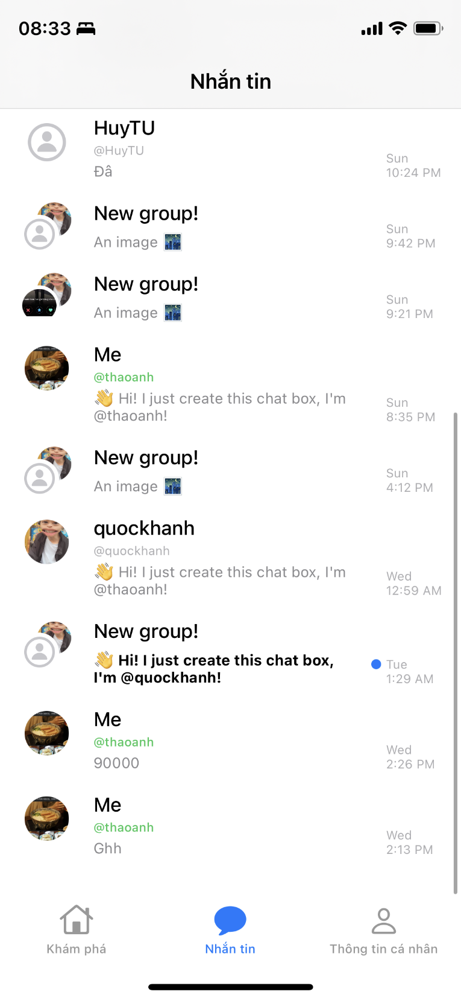 08:33
Nhắn tin
HuyTU
@HuyTU
Đâ
Sun
10:24 PM
New group!
An image 🌃
Sun
9:42 PM
New group!
An image 🌃
Sun
9:21 PM
Me
@thaoanh
👋 Hi! I just create this chat box, I'm
@thaoanh!
Sun
8:35 PM
New group!
An image 🌃
Sun
4:12 PM
quockhanh
@quockhanh
👋 Hi! I just create this chat box, I'm
@thaoanh!
Wed
12:59 AM
New group!
👋 Hi! I just create this chat box,
I'm @quockhanh!
Tue
1:29 AM
Me
@thaoanh
90000
Wed
2:26 PM
Me
@thaoanh
Ghh
Wed
2:13 PM
Khám phá
Nhắn tin
Thông tin cá nhân